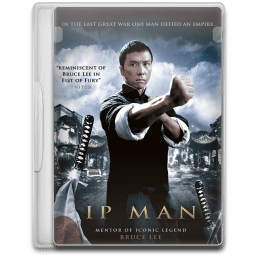 IN THE LAST GREAT WAR ONE MAN DEFIED AN EMPIRE
"REMINISCENT OF
BRUCE LEE IN
FIST OF FURY"
IP MAN
MENTOR OF ICONIC LEGEND
BRUCE LEE